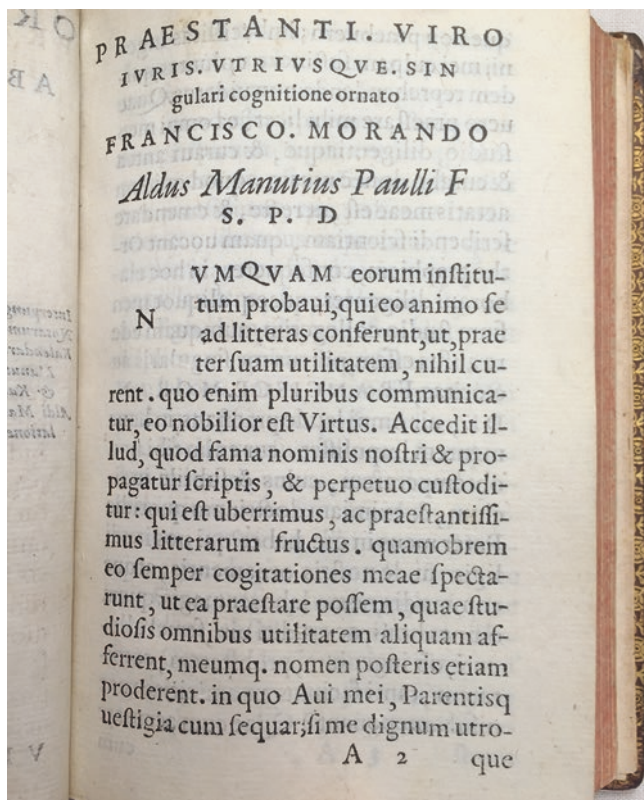 PRAESTANTI. VIRO
IVRIS. VTRIVSQVE. SIN
gulari cognitione ornato
FRANCISCO. MORANDO
Aldus Manutius Paulli F
S. P. D
NVMQVAM eorum inſtitu-
tum probaui, qui eo animo ſe
ad litteras conferunt, ut, prae
ter ſuam utilitatem, nihil cu-
rent. quo enim pluribus communica-
tur, eo nobilior eſt Virtus. Accedit il-
lud, quod fama nominis noſtri & pro-
pagatur ſcriptis, & perpetuo cuſtodi-
tur: qui eſt uberrimus, ac praeſtantiſſi-
mus litterarum fructus. quamobrem
eo ſemper cogitationes meae ſpecta-
runt, ut ea praeſtare poſſem, quae ſtu-
dioſis omnibus utilitatem aliquam af-
ferrent, meumq. nomen poſteris etiam
proderent. in quo Aui mei, Parentisq
ueſtigia cum ſequar; ſi me dignum utro-
A 2 que